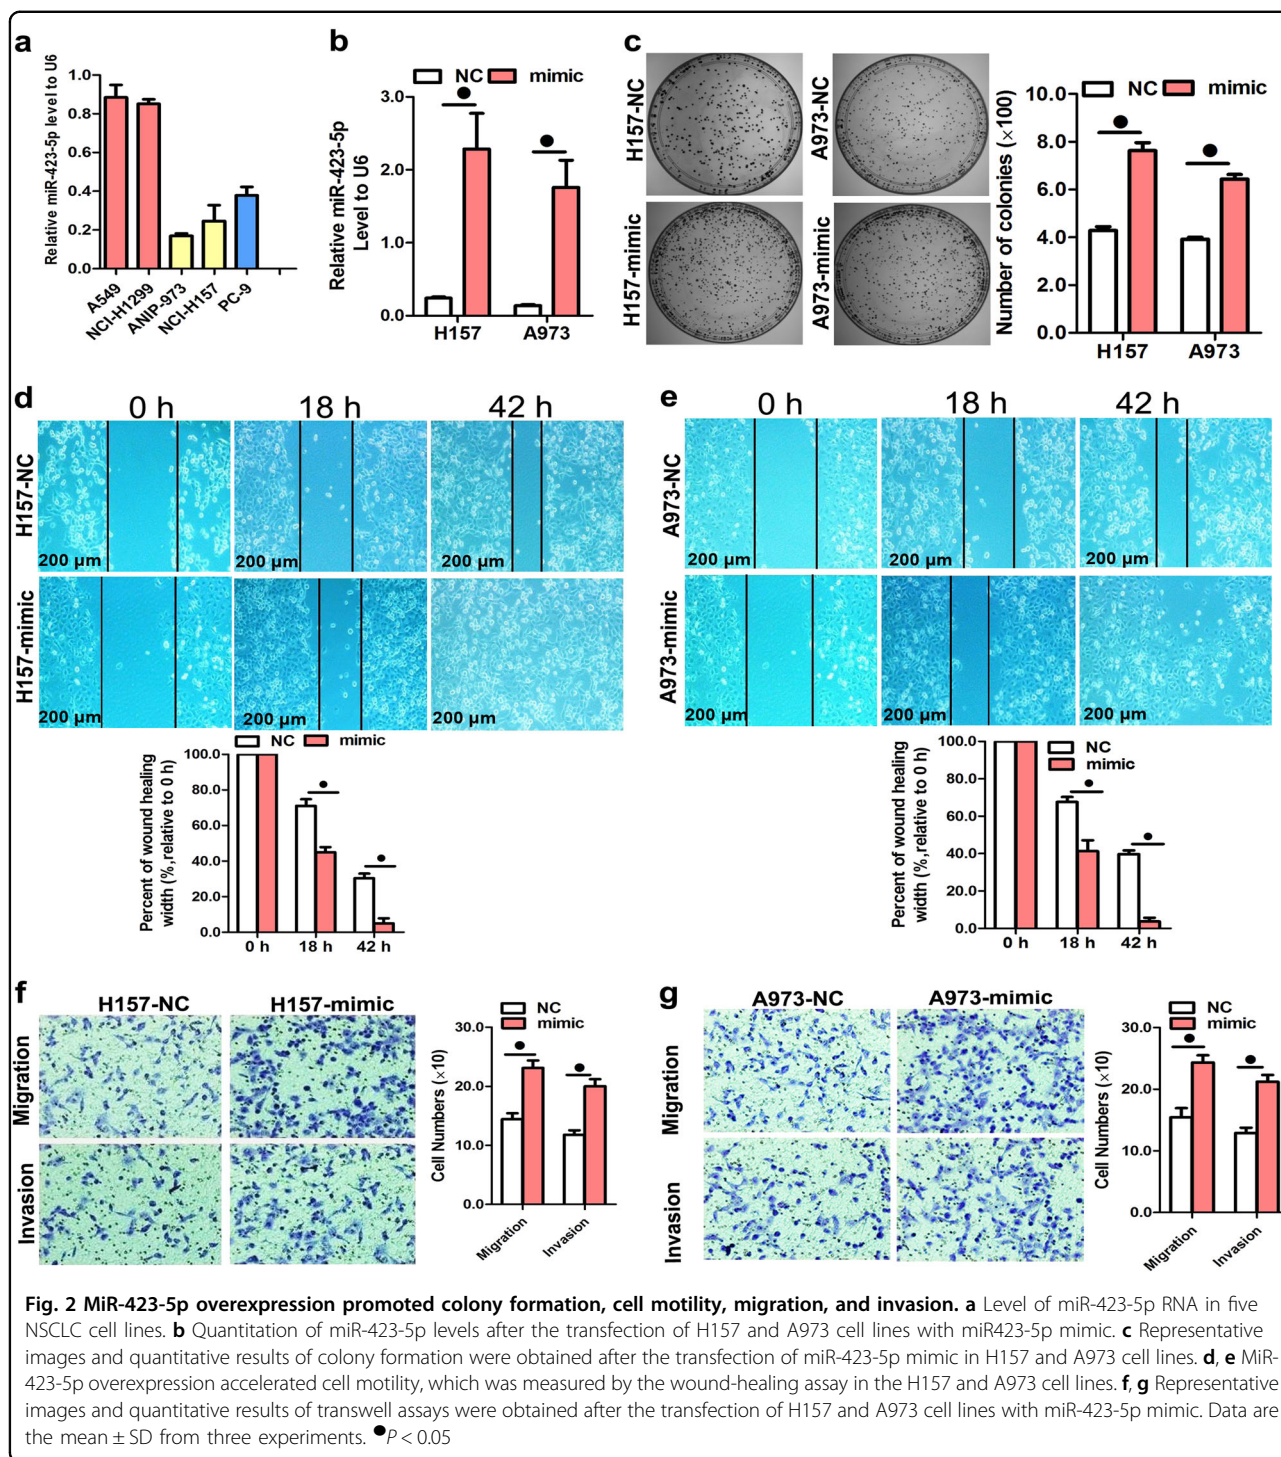 a
Relative miR-423-5p level to U6
1.0
0.8
0.6
0.4
0.2
0.0
A549
NCI-H1299
ANIP-973
NCI-H157
PC-9
b
NC mimic
Relative miR-423-5p
Level to U6
3.0
2.0
1.0
0.0
H157 A973
c
H157-NC
A973-NC
H157-mimic
A973-mimic
NC mimic
Number of colonies (×100)
10.0
8.0
6.0
4.0
2.0
0.0
H157 A973
d
0 h 18 h 42 h
H157-NC
200 µm 200 µm 200 µm
H157-mimic
200 µm 200 µm 200 µm
NC mimic
Percent of wound healing
width (%,relative to 0 h)
100.0
80.0
60.0
40.0
20.0
0.0
0 h 18 h 42 h
e
0 h 18 h 42 h
A973-NC
200 µm 200 µm 200 µm
A973-mimic
200 µm 200 µm 200 µm
NC
mimic
Percent of wound healing
width (%,relative to 0 h)
100.0
80.0
60.0
40.0
20.0
0.0
0 h 18 h 42 h
f
H157-NC H157-mimic
Migration
Invasion
NC
mimic
Cell Numbers (×10)
30.0
20.0
10.0
0.0
Migration
Invasion
g
A973-NC A973-mimic
Migration
Invasion
NC
mimic
Cell Numbers (×10)
30.0
20.0
10.0
0.0
Migration
Invasion
Fig. 2 MiR-423-5p overexpression promoted colony formation, cell motility, migration, and invasion. a Level of miR-423-5p RNA in five
NSCLC cell lines. b Quantitation of miR-423-5p levels after the transfection of H157 and A973 cell lines with miR423-5p mimic. c Representative
images and quantitative results of colony formation were obtained after the transfection of miR-423-5p mimic in H157 and A973 cell lines. d, e MiR-
423-5p overexpression accelerated cell motility, which was measured by the wound-healing assay in the H157 and A973 cell lines. f, g Representative
images and quantitative results of transwell assays were obtained after the transfection of H157 and A973 cell lines with miR-423-5p mimic. Data are
the mean ± SD from three experiments. ●P < 0.05